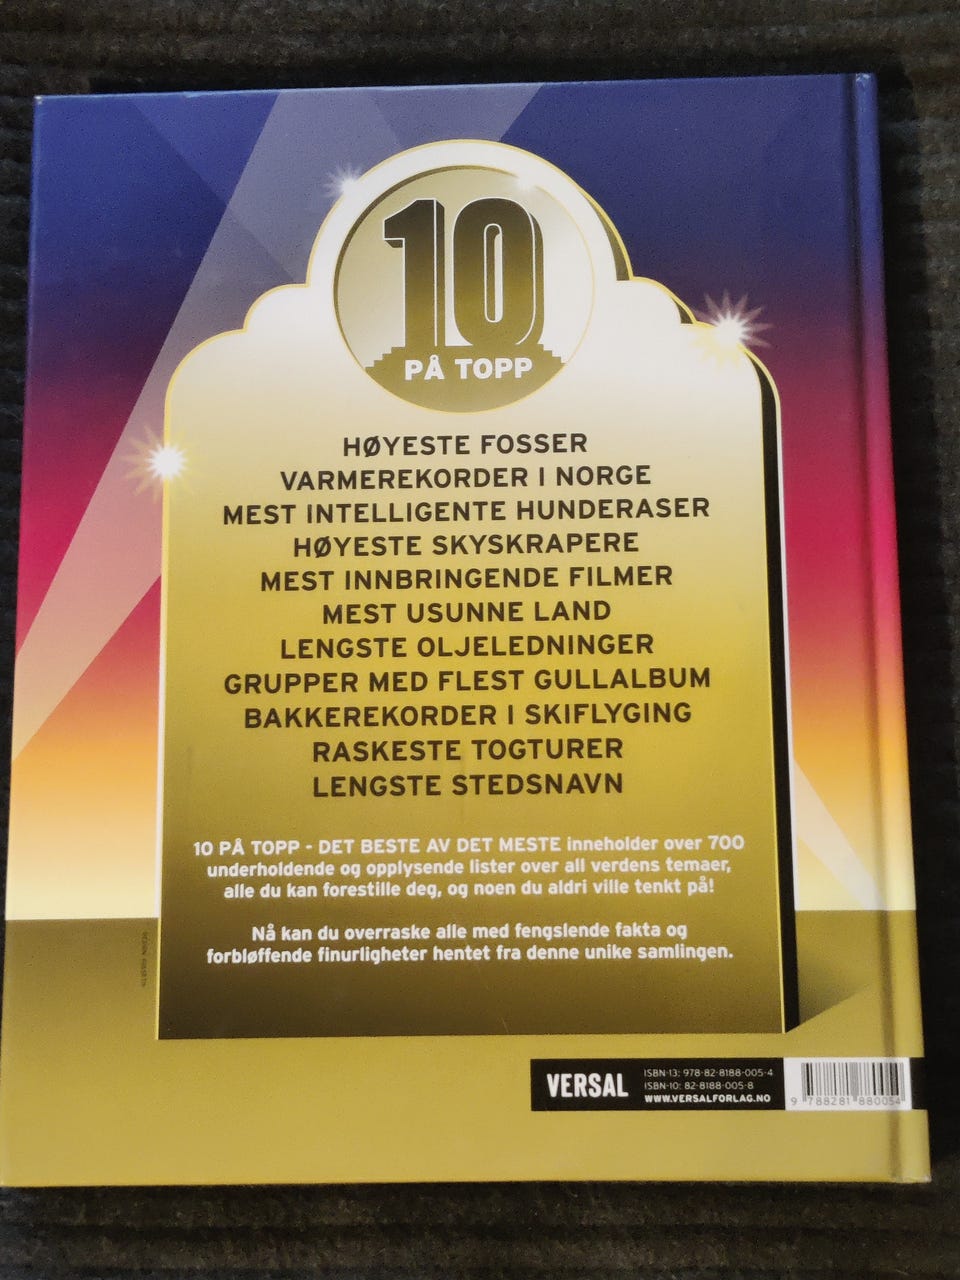 10
PÅ TOPP
HØYESTE FOSSER
VARMEREKORDER I NORGE
MEST INTELLIGENTE HUNDERASER
HØYESTE SKYSKRAPERE
MEST INNBRINGENDE FILMER
MEST USUNNE LAND
LENGSTE OLJELEDNINGER
GRUPPER MED FLEST GULLALBUM
BAKKEREKORDER I SKIFLYGING
RASKESTE TOGTURER
LENGSTE STEDSNAVN
10 PÅ TOPP - DET BESTE AV DET MESTE inneholder over 700
underholdende og opplysende lister over all verdens temaer,
alle du kan forestille deg, og noen du aldri ville tenkt på!
Nå kan du overraske alle med fengslende fakta og
forbløffende finurligheter hentet fra denne unike samlingen.
VERSAL
ISBN-13: 978-82-8188-005-4
ISBN-10: 82-8188-005-8
WWW.VERSALFORLAG.NO
9 788281 880054